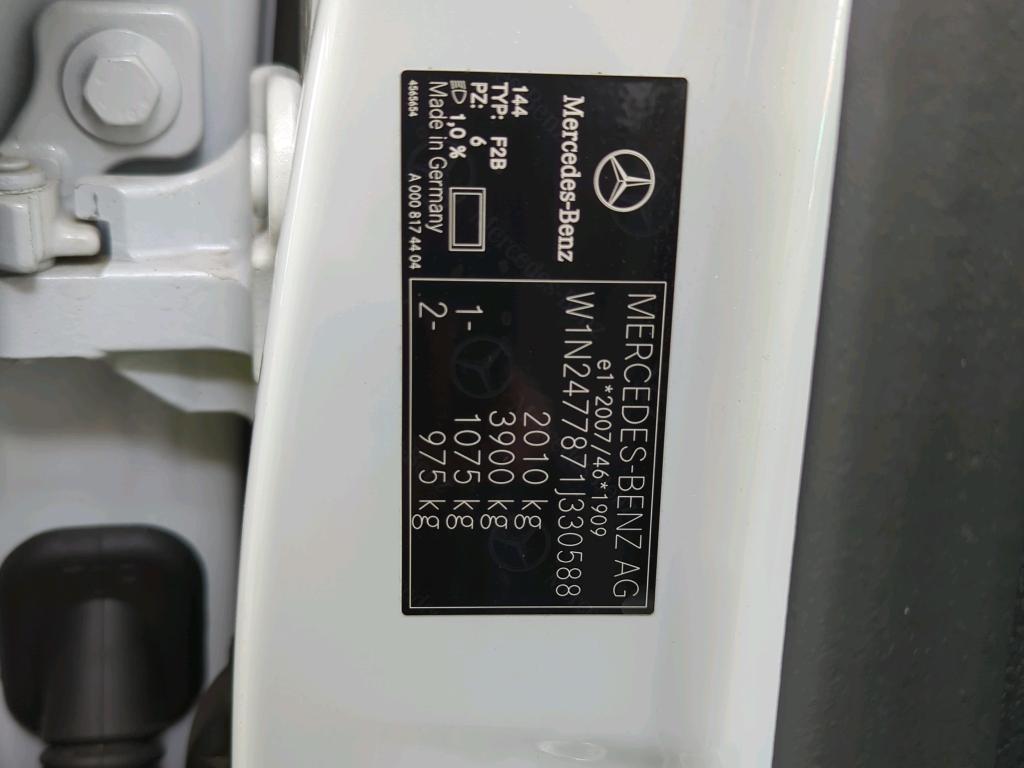 Mercedes-Benz
144
TYP: F2B
PZ: 6
1,0 %
Made in Germany
4565654 A 000 817 44 04
MERCEDES-BENZ AG
e1*2007/46*1909
W1N2477871J330588
2010 kg
3900 kg
1- 1075 kg
2- 975 kg